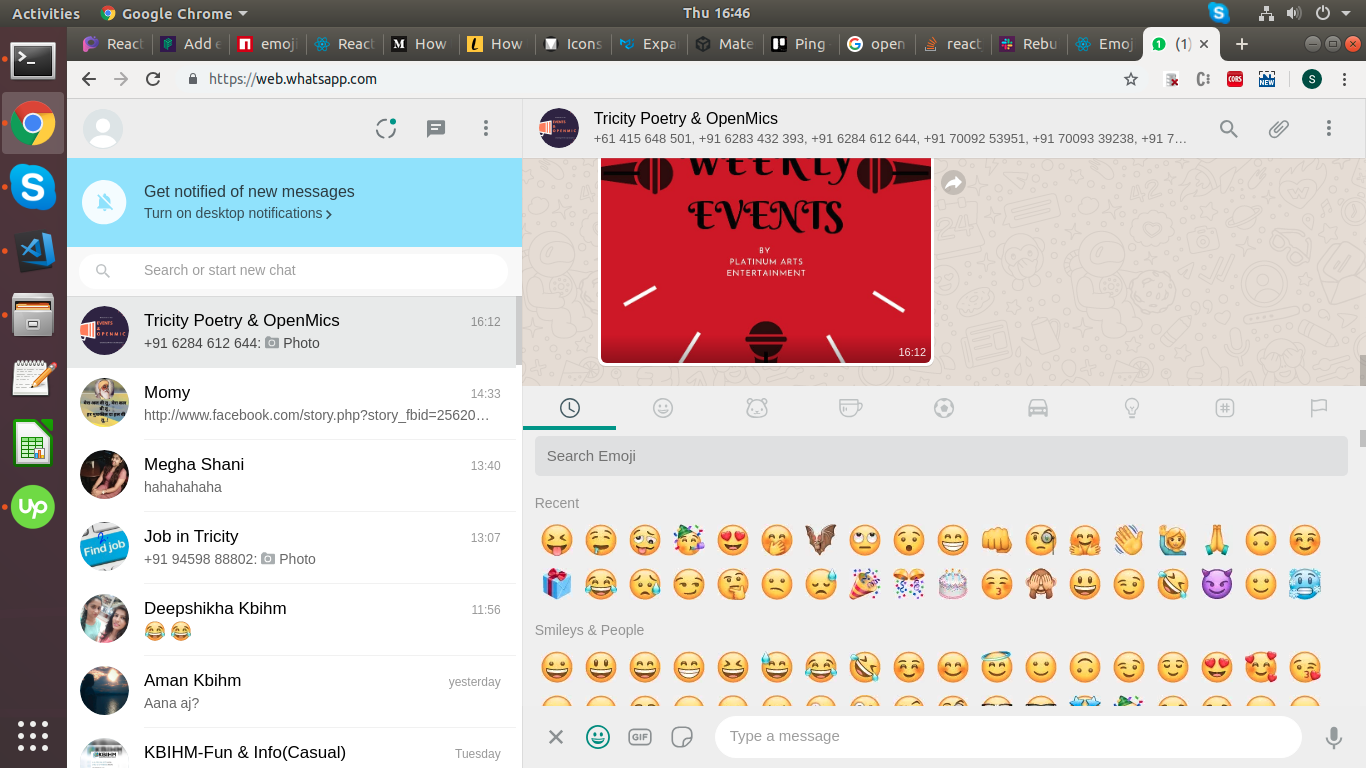 Activities
Google Chrome
Thu 16:46
React
Add e
emoji
React
How
How
Icons
Expa
Mate
Ping
open
react
Rebu
Emoj
(1)
https://web.whatsapp.com
CORS
NEW
S
Get notified of new messages
Turn on desktop notifications
Search or start new chat
Tricity Poetry & OpenMics
16:12
+91 6284 612 644: Photo
Momy
14:33
http://www.facebook.com/story.php?story_fbid=25620…
Megha Shani
13:40
hahahahaha
Find job
Job in Tricity
13:07
+91 94598 88802: Photo
Deepshikha Kbihm
11:56
Aman Kbihm
yesterday
Aana aj?
KBIHM-Fun & Info(Casual)
Tuesday
Tricity Poetry & OpenMics
+61 415 648 501, +91 6283 432 393, +91 6284 612 644, +91 70092 53951, +91 70093 39238, +91 7…
WEEKLY
EVENTS
BY
PLATINUM ARTS
ENTERTAINMENT
16:12
Search Emoji
Recent
Smileys & People
GIF
Type a message